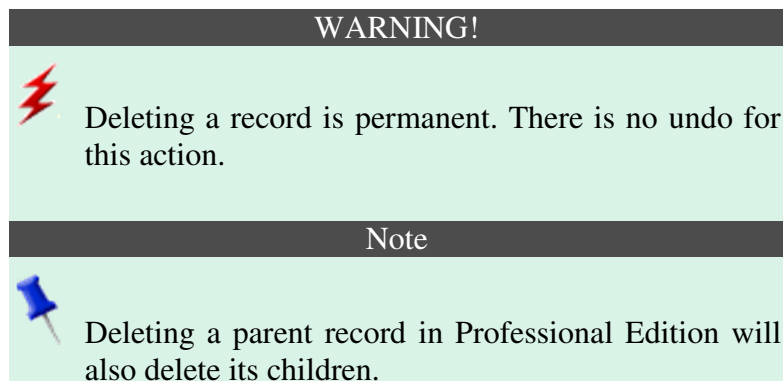 WARNING!
Deleting a record is permanent. There is no undo for
this action.
Note
Deleting a parent record in Professional Edition will
also delete its children.